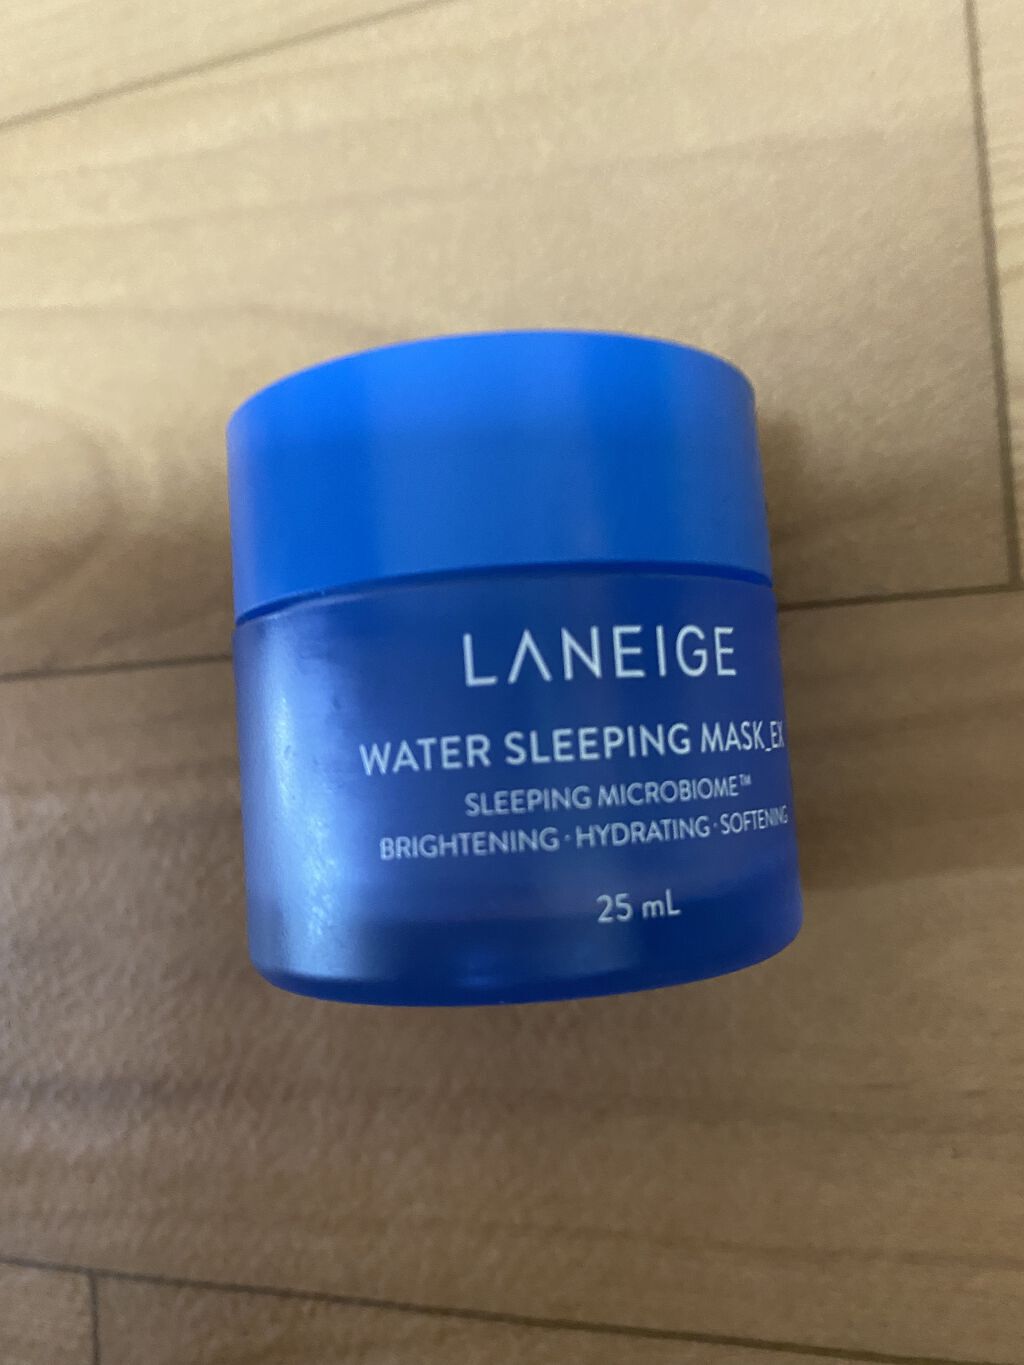 LANEIGE
WATER SLEEPING MASK_EX
SLEEPING MICROBIOME™
BRIGHTENING · HYDRATING · SOFTENING
25 mL